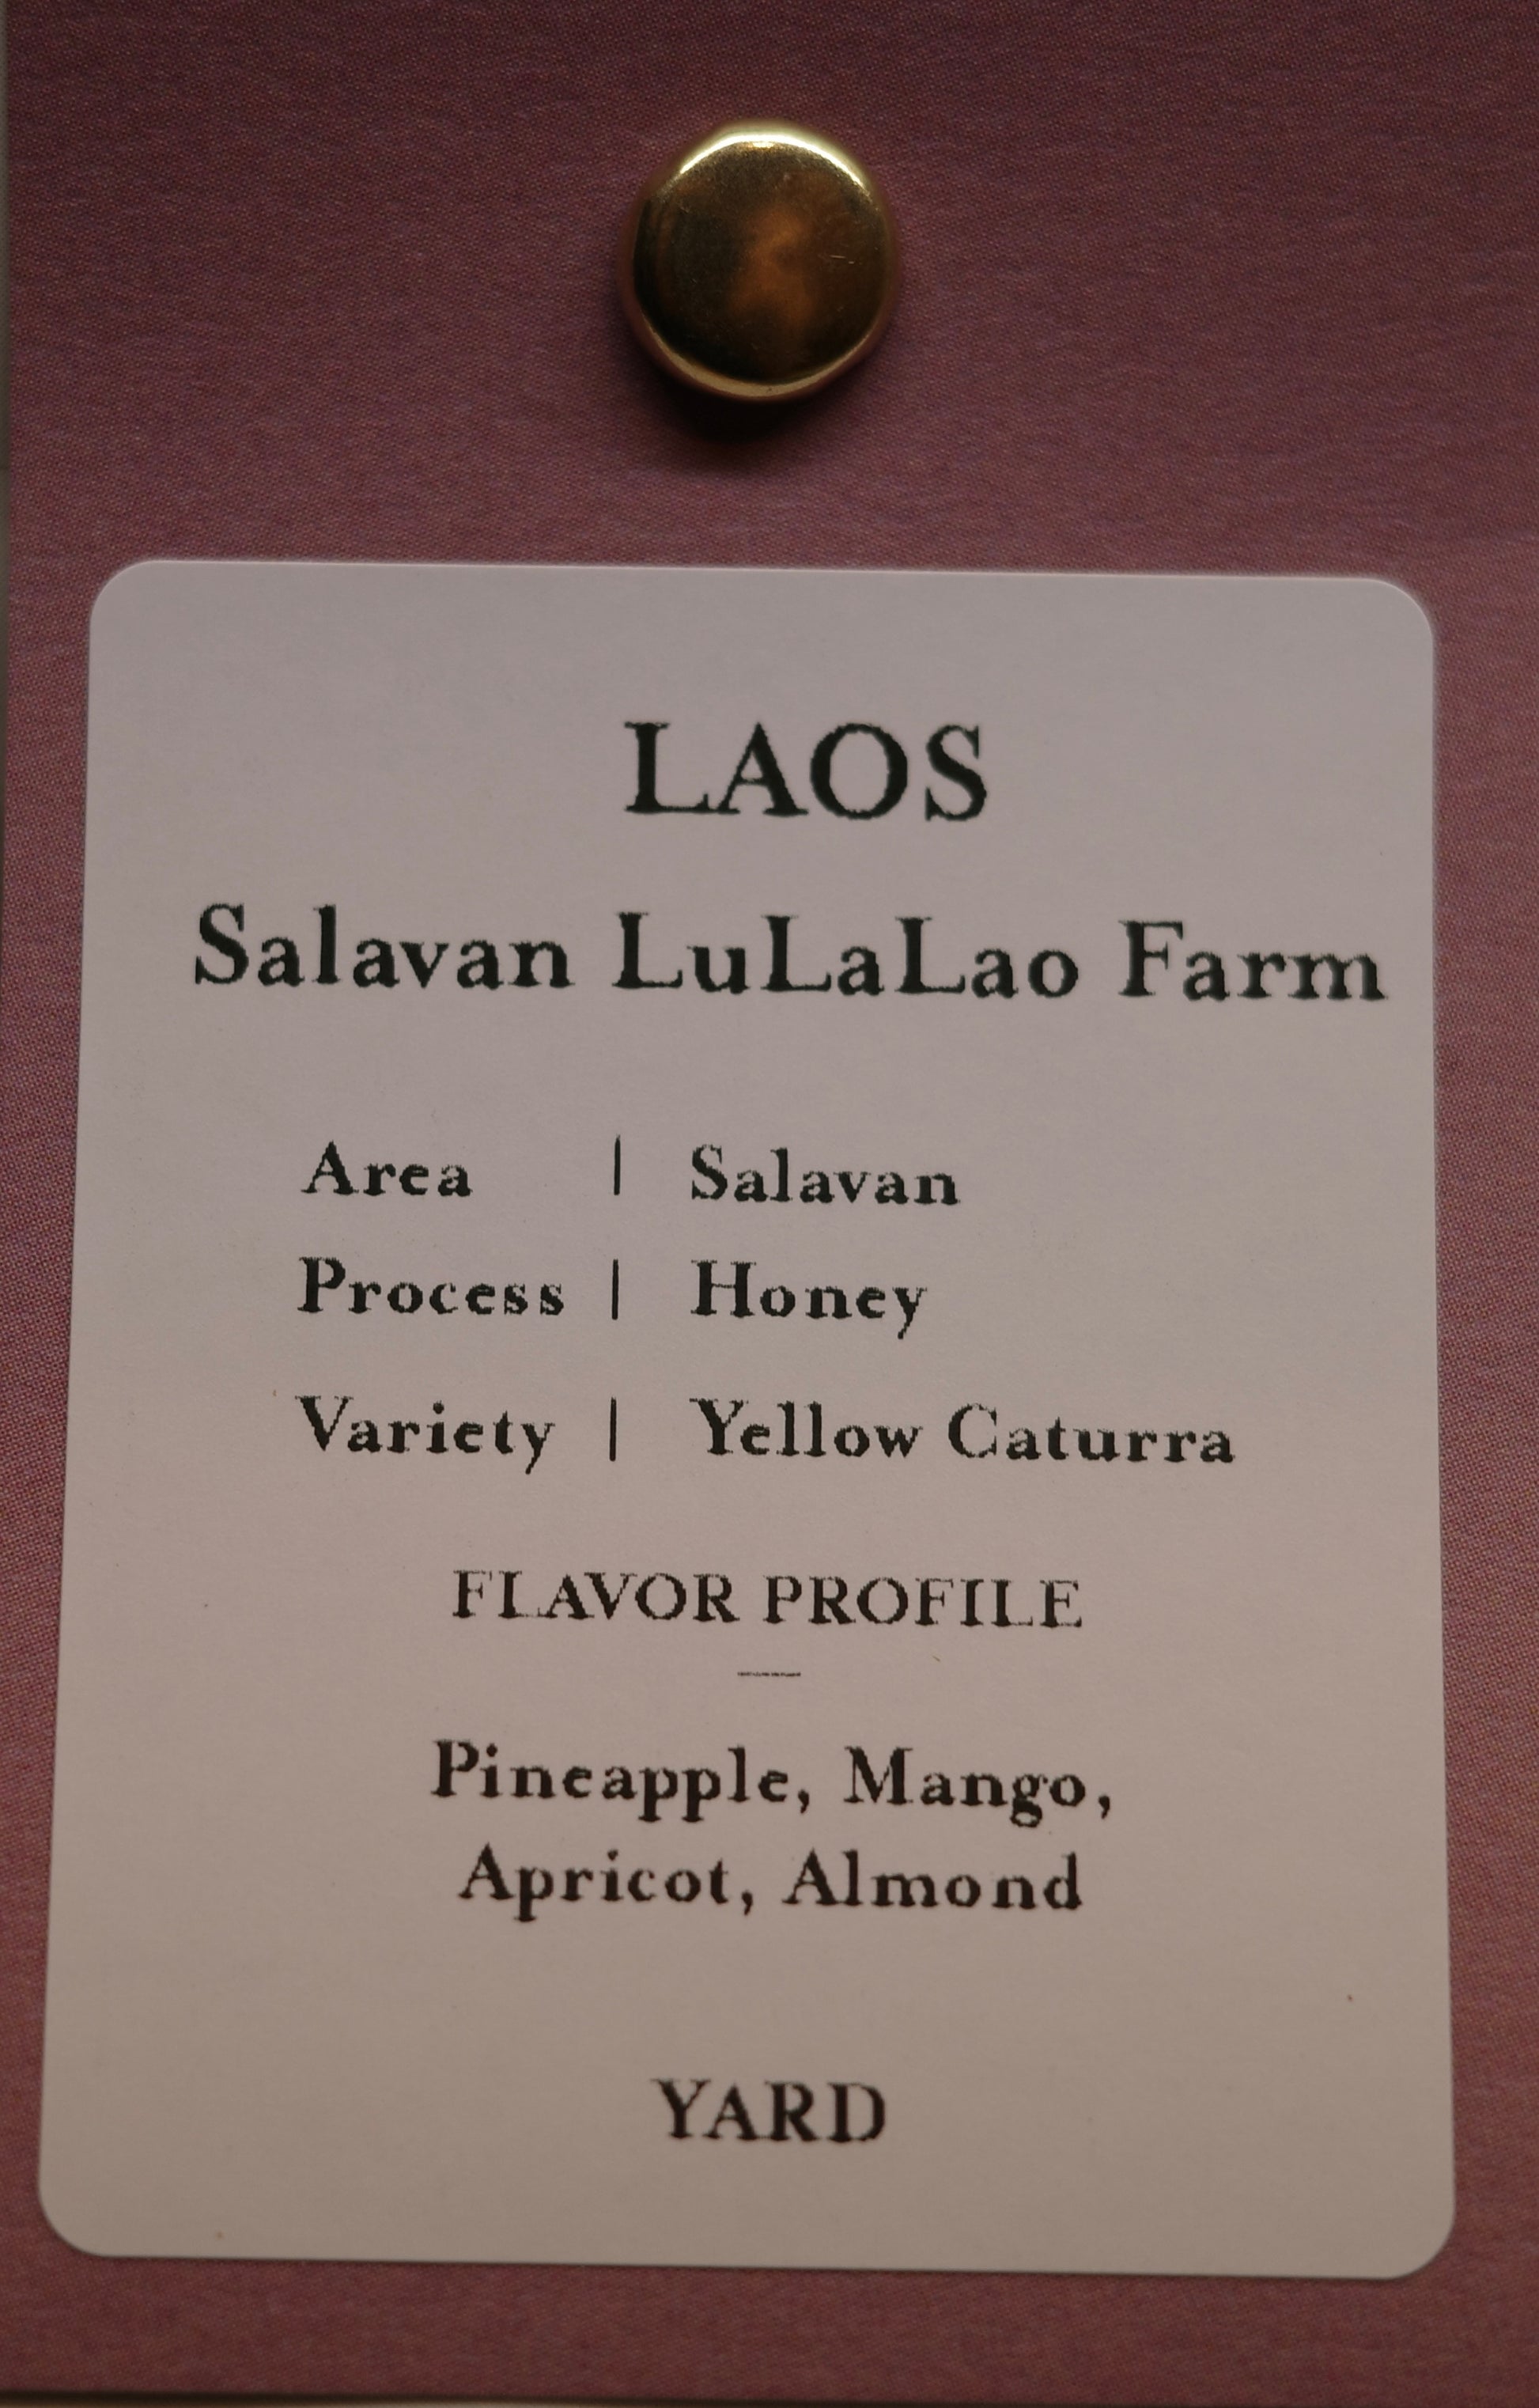 LAOS
Salavan LuLaLao Farm
Area | Salavan
Process | Honey
Variety | Yellow Caturra
FLAVOR PROFILE
—
Pineapple, Mango,
Apricot, Almond
YARD